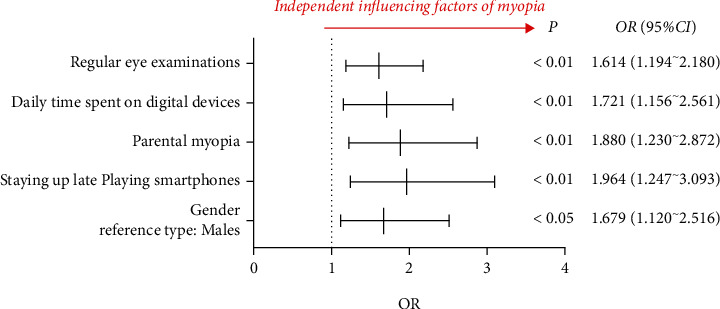 Independent influencing factors of myopia
P OR (95%CI)
Regular eye examinations < 0.01 1.614 (1.194~2.180)
Daily time spent on digital devices < 0.01 1.721 (1.156~2.561)
Parental myopia < 0.01 1.880 (1.230~2.872)
Staying up late Playing smartphones < 0.01 1.964 (1.247~3.093)
Gender
reference type: Males < 0.05 1.679 (1.120~2.516)
0 1 2 3 4
OR